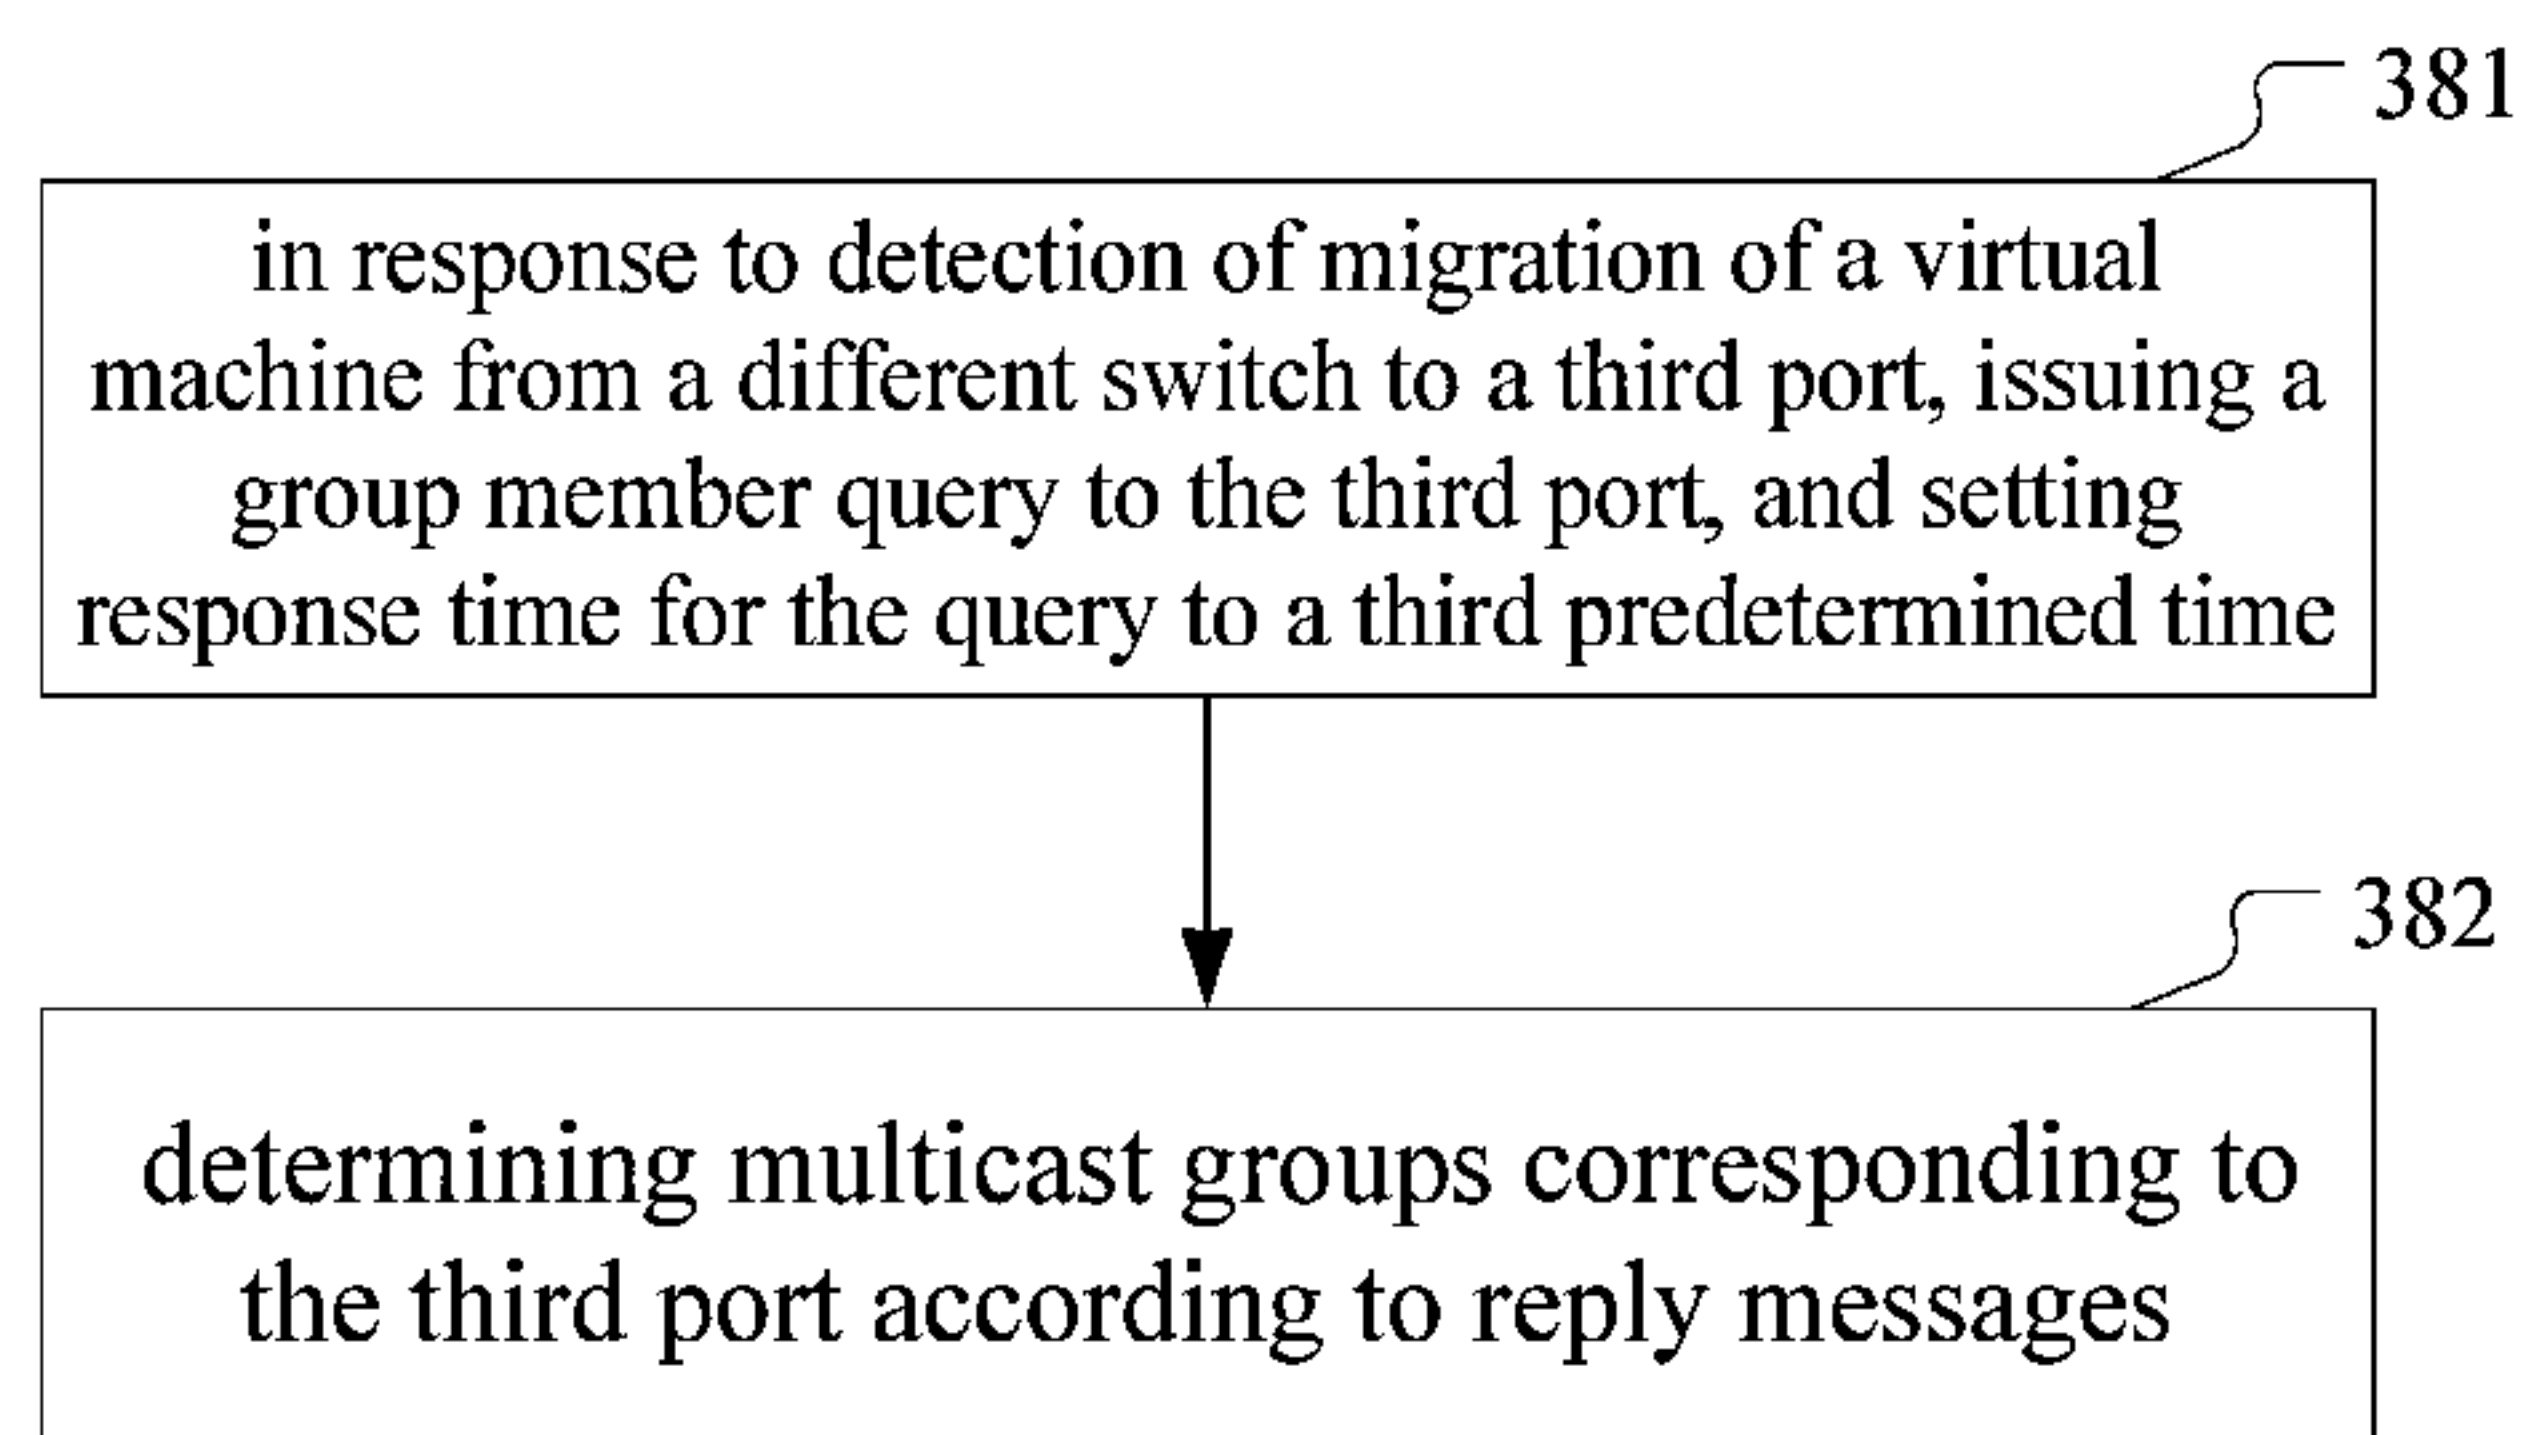 381
in response to detection of migration of a virtual
machine from a different switch to a third port, issuing a
group member query to the third port, and setting
response time for the query to a third predetermined time
382
determining multicast groups corresponding to
the third port according to reply messages